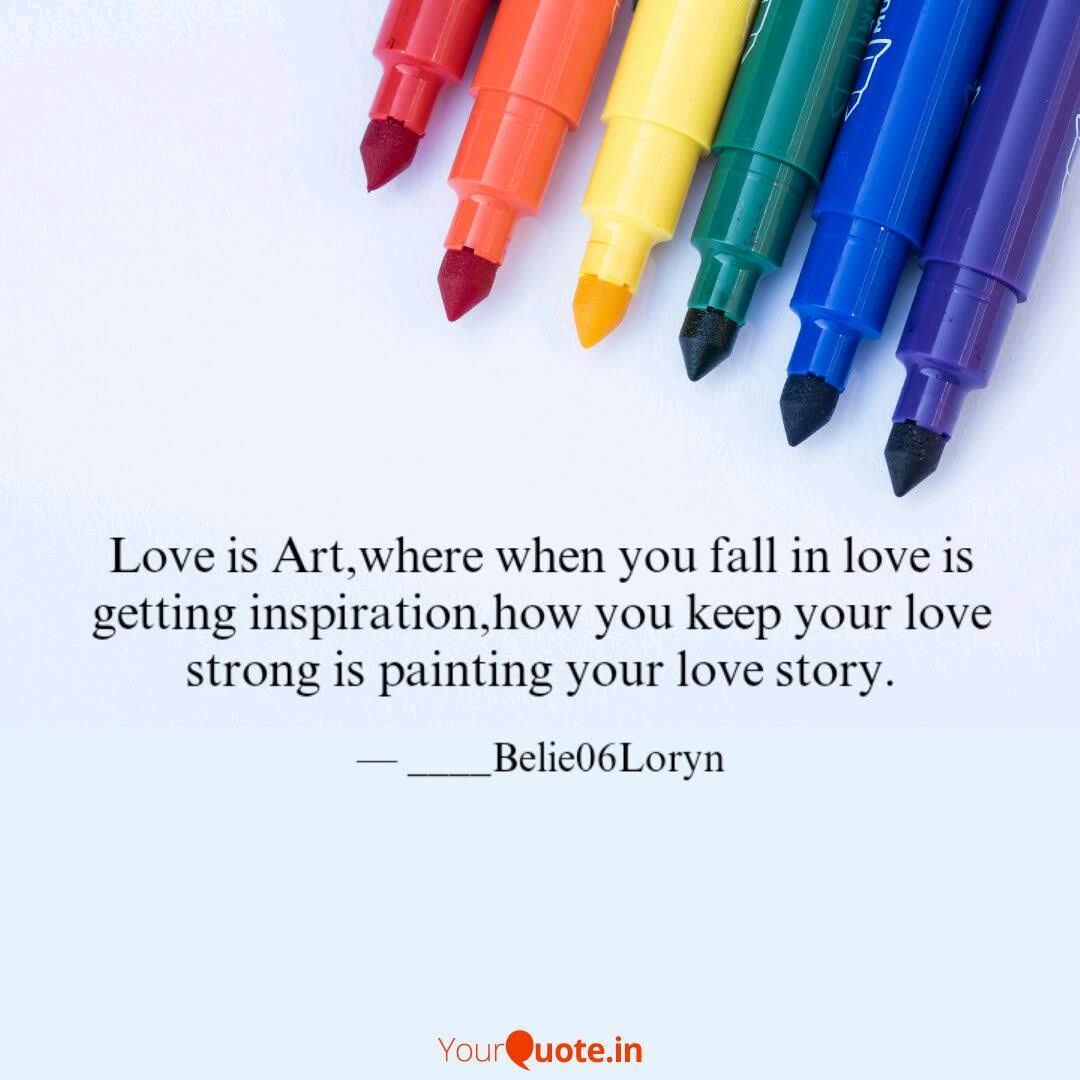 Love is Art,where when you fall in love is
getting inspiration,how you keep your love
strong is painting your love story.
— ____Belie06Loryn
YourQuote.in